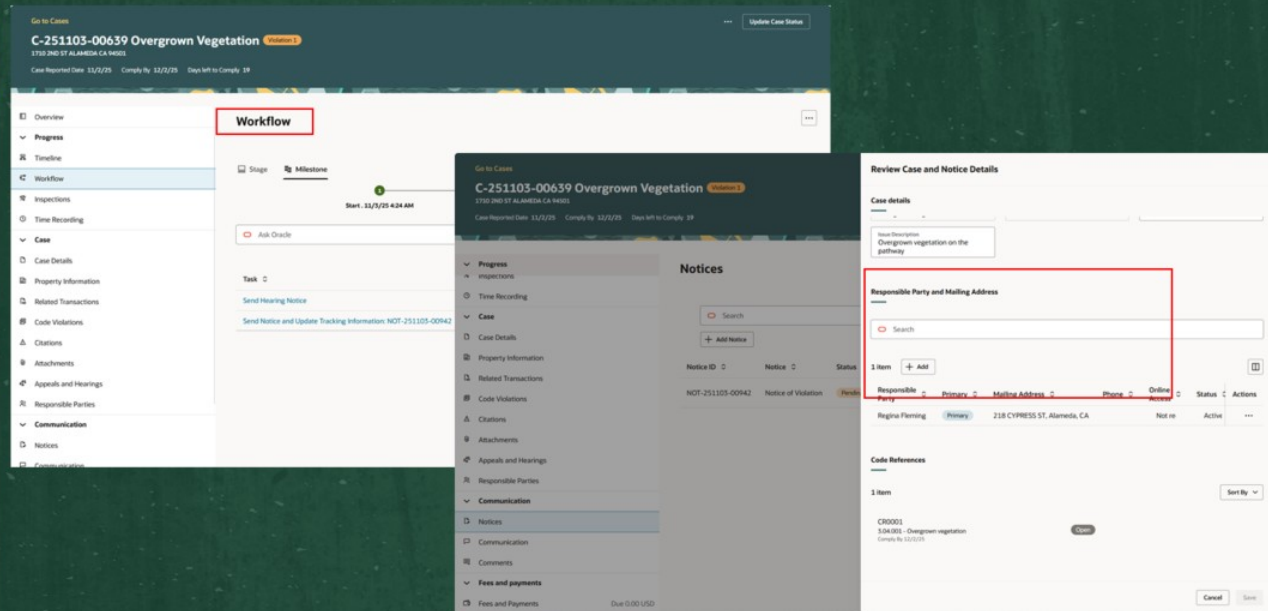 Go to Cases
C-251103-00639 Overgrown Vegetation Violation 1
1710 2ND ST ALAMEDA CA 94501
Case Reported Date 11/2/25 Comply By 12/2/25 Days left to Comply 19
... Update Case Status
Overview
Progress
Timeline
Workflow
Inspections
Time Recording
Case
Case Details
Property Information
Related Transactions
Code Violations
Citations
Attachments
Appeals and Hearings
Responsible Parties
Communication
Notices
Communication
Workflow
Stage Milestone
1
Start . 11/3/25 4:24 AM
Ask Oracle
Task
Send Hearing Notice
Send Notice and Update Tracking Information: NOT-251103-00942
Go to Cases
C-251103-00639 Overgrown Vegetation Violation 1
1710 2ND ST ALAMEDA CA 94501
Case Reported Date 11/2/25 Comply By 12/2/25 Days left to Comply 19
Progress
Inspections
Time Recording
Case
Case Details
Property Information
Related Transactions
Code Violations
Citations
Attachments
Appeals and Hearings
Responsible Parties
Communication
Notices
Communication
Comments
Fees and payments
Fees and Payments Due 0.00 USD
Notices
Search
+ Add Notice
Notice ID Notice Status
NOT-251103-00942 Notice of Violation
Review Case and Notice Details
Case details
Issue Description
Overgrown vegetation on the
pathway
Responsible Party and Mailing Address
Search
1 item + Add
Responsible Party Primary Mailing Address Phone Online Access Status Actions
Regina Fleming Primary 218 CYPRESS ST, Alameda, CA Not re Active ...
Code References
1 item Sort By
CR0001
5.04.001 - Overgrown vegetation Open
Comply By 12/2/25
Cancel Save